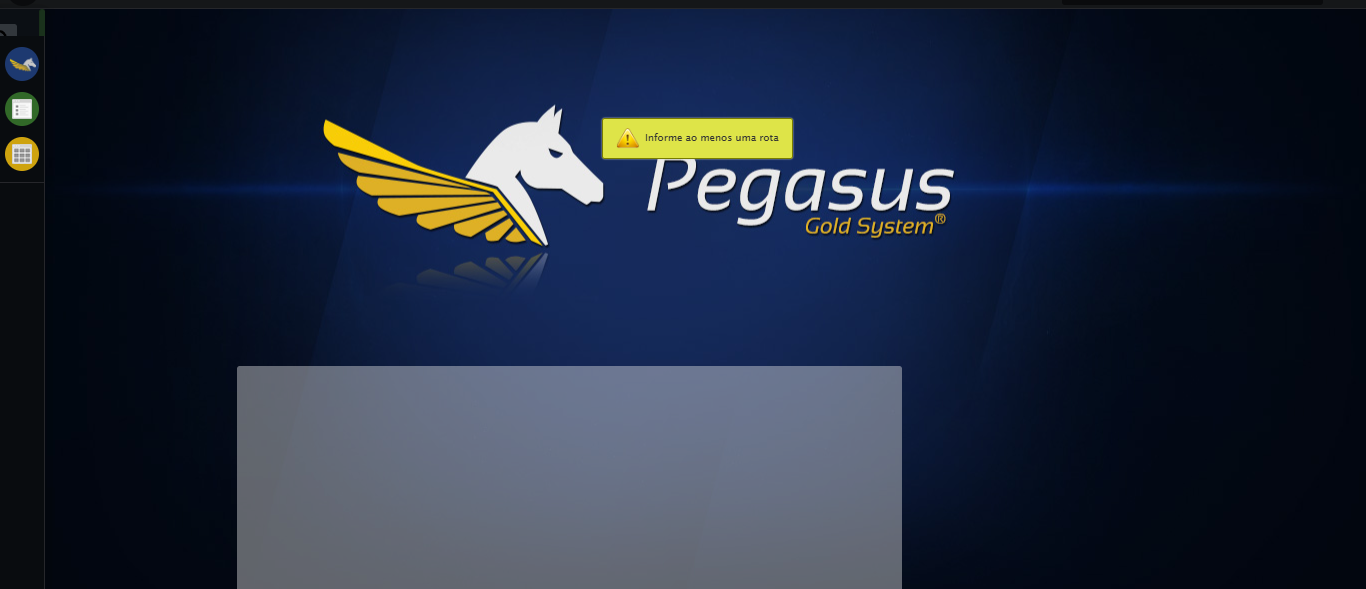 Informe ao menos uma rota
Pegasus
Gold System®